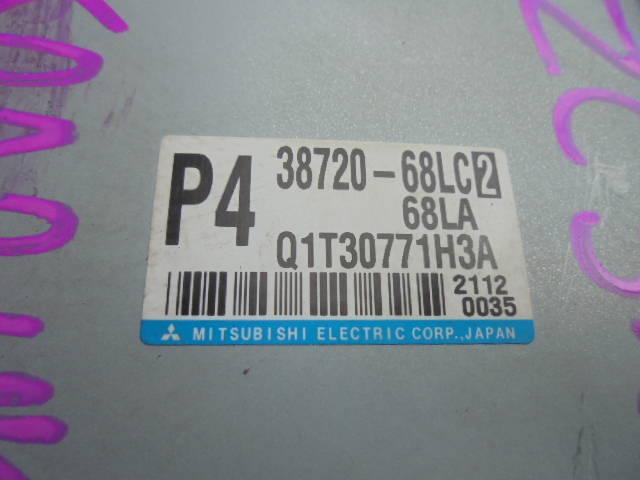 P4
38720-68LC2
68LA
Q1T30771H3A
2112
0035
MITSUBISHI ELECTRIC CORP., JAPAN